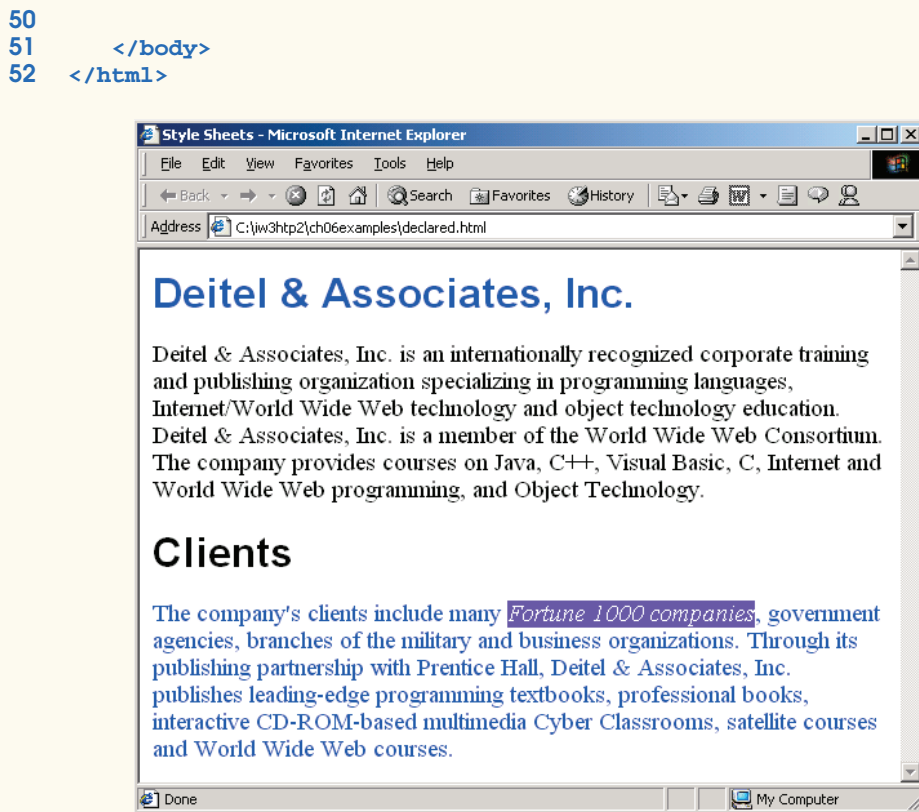 50
51 </body>
52 </html>
Style Sheets - Microsoft Internet Explorer
File Edit View Favorites Tools Help
Back Search Favorites History
Address C:\iw3htp2\ch06examples\declared.html
Deitel & Associates, Inc.
Deitel & Associates, Inc. is an internationally recognized corporate training
and publishing organization specializing in programming languages,
Internet/World Wide Web technology and object technology education.
Deitel & Associates, Inc. is a member of the World Wide Web Consortium.
The company provides courses on Java, C++, Visual Basic, C, Internet and
World Wide Web programming, and Object Technology.
Clients
The company's clients include many Fortune 1000 companies, government
agencies, branches of the military and business organizations. Through its
publishing partnership with Prentice Hall, Deitel & Associates, Inc.
publishes leading-edge programming textbooks, professional books,
interactive CD-ROM-based multimedia Cyber Classrooms, satellite courses
and World Wide Web courses.
Done My Computer